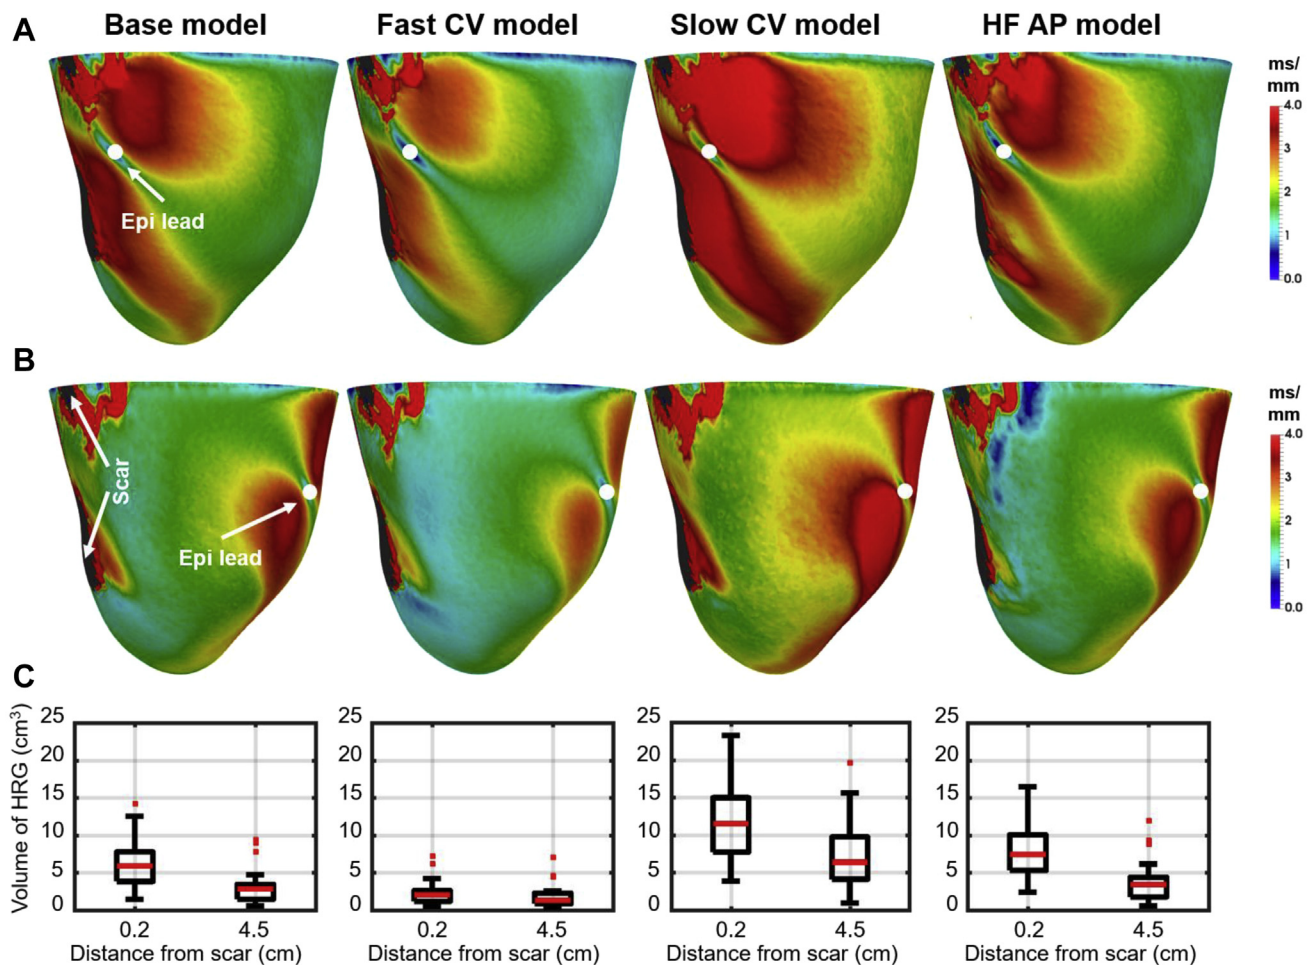 A
Base model
Fast CV model
Slow CV model
HF AP model
Epi lead
ms/
mm
4.0
3
2
1
0.0
B
Scar
Epi lead
ms/
mm
4.0
3
2
1
0.0
C
Volume of HRG (cm³)
25
20
15
10
5
0
0.2
4.5
Distance from scar (cm)
25
20
15
10
5
0
0.2
4.5
Distance from scar (cm)
25
20
15
10
5
0
0.2
4.5
Distance from scar (cm)
25
20
15
10
5
0
0.2
4.5
Distance from scar (cm)